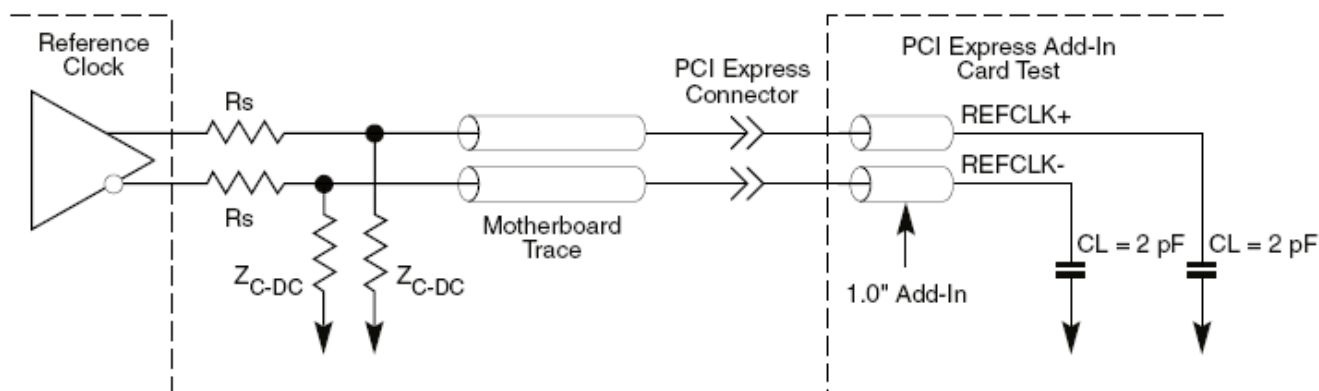 Reference
Clock
PCI Express Add-In
Card Test
PCI Express
Connector
Rs
REFCLK+
REFCLK-
Rs
Motherboard
Trace
ZC-DC
ZC-DC
1.0" Add-In
CL = 2 pF
CL = 2 pF